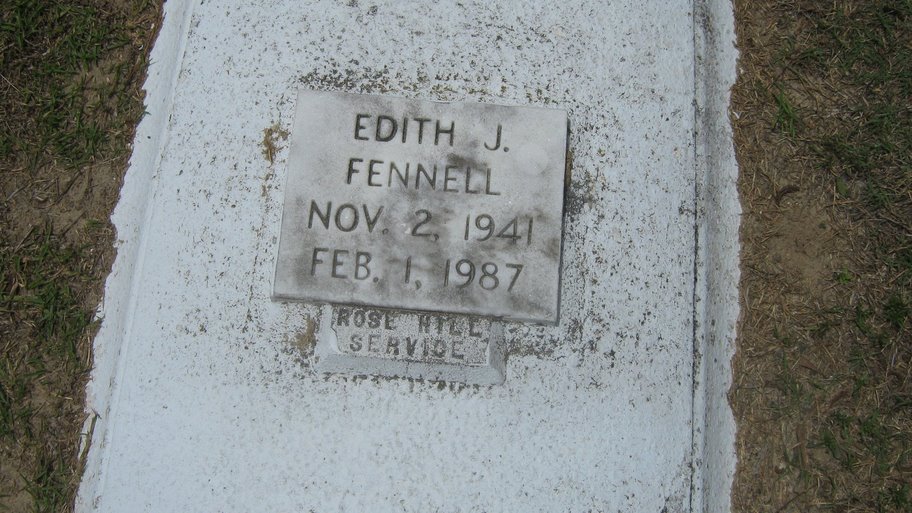 EDITH J.
FENNELL
NOV. 2, 1941
FEB. 1, 1987
ROSE HILL
SERVICE